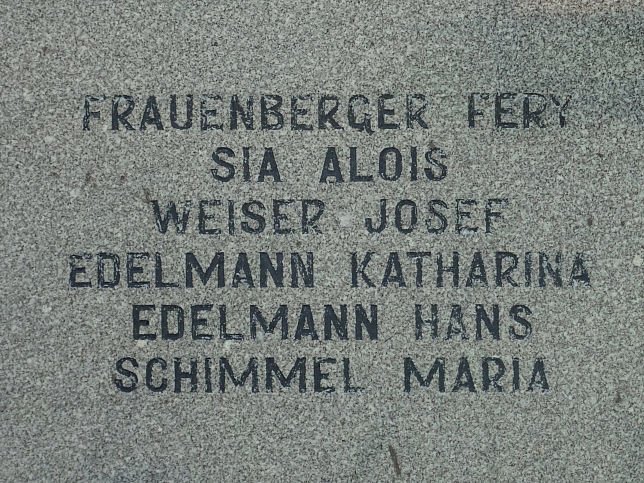 FRAUENBERGER FERY
SIA ALOIS
WEISER JOSEF
EDELMANN KATHARINA
EDELMANN HANS
SCHIMMEL MARIA